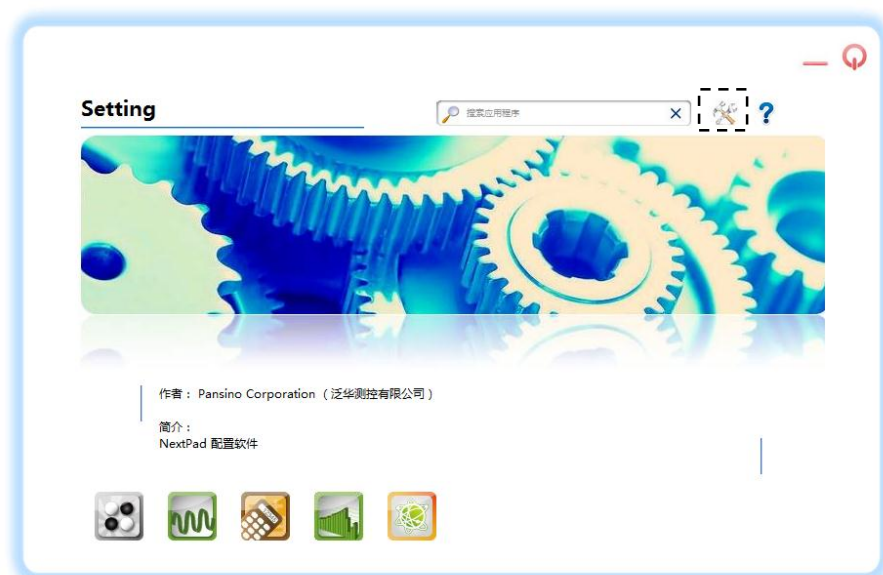 Setting
搜索应用程序
作者： Pansino Corporation （泛华测控有限公司）
简介：
NextPad 配置软件